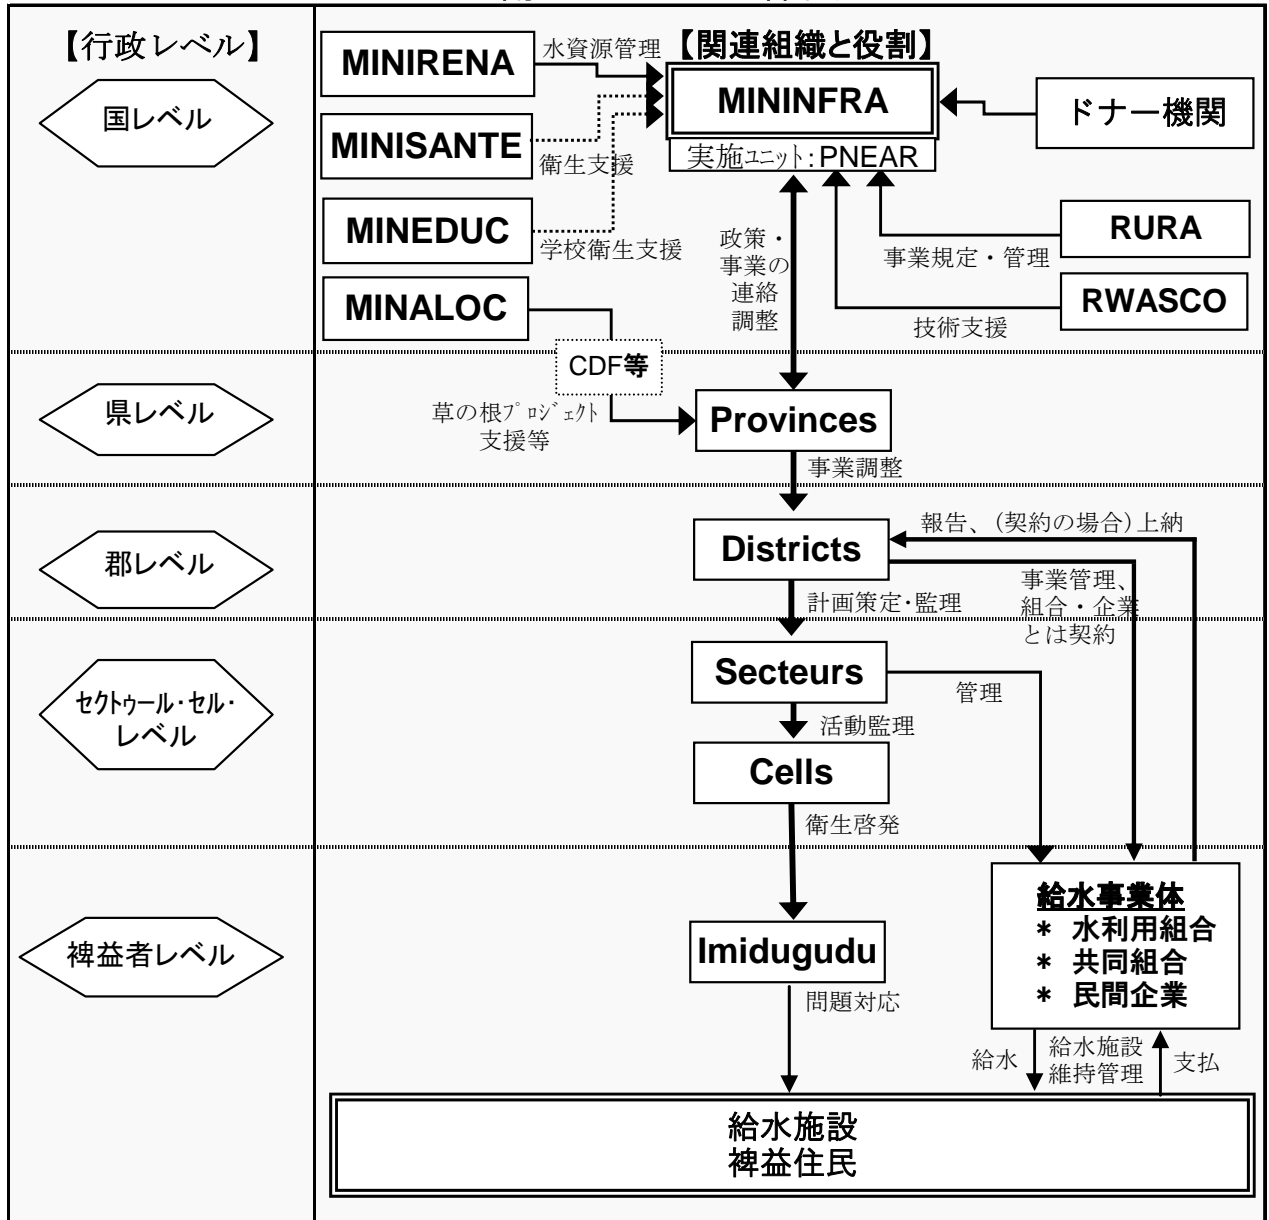 【行政レベル】
【関連組織と役割】
国レベル
MINIRENA
水資源管理
MININFRA
ドナー機関
MINISANTE
衛生支援
実施ユニット:PNEAR
MINEDUC
学校衛生支援
政策・
事業の
連絡
調整
RURA
事業規定・管理
MINALOC
RWASCO
技術支援
CDF等
県レベル
草の根プロジェクト
支援等
Provinces
事業調整
郡レベル
Districts
報告、(契約の場合)上納
計画策定・監理
事業管理、
組合・企業
とは契約
セクトゥール・セル・
レベル
Secteurs
管理
活動監理
Cells
衛生啓発
裨益者レベル
Imidugudu
給水事業体
* 水利用組合
* 共同組合
* 民間企業
問題対応
給水
給水施設
維持管理
支払
給水施設
裨益住民